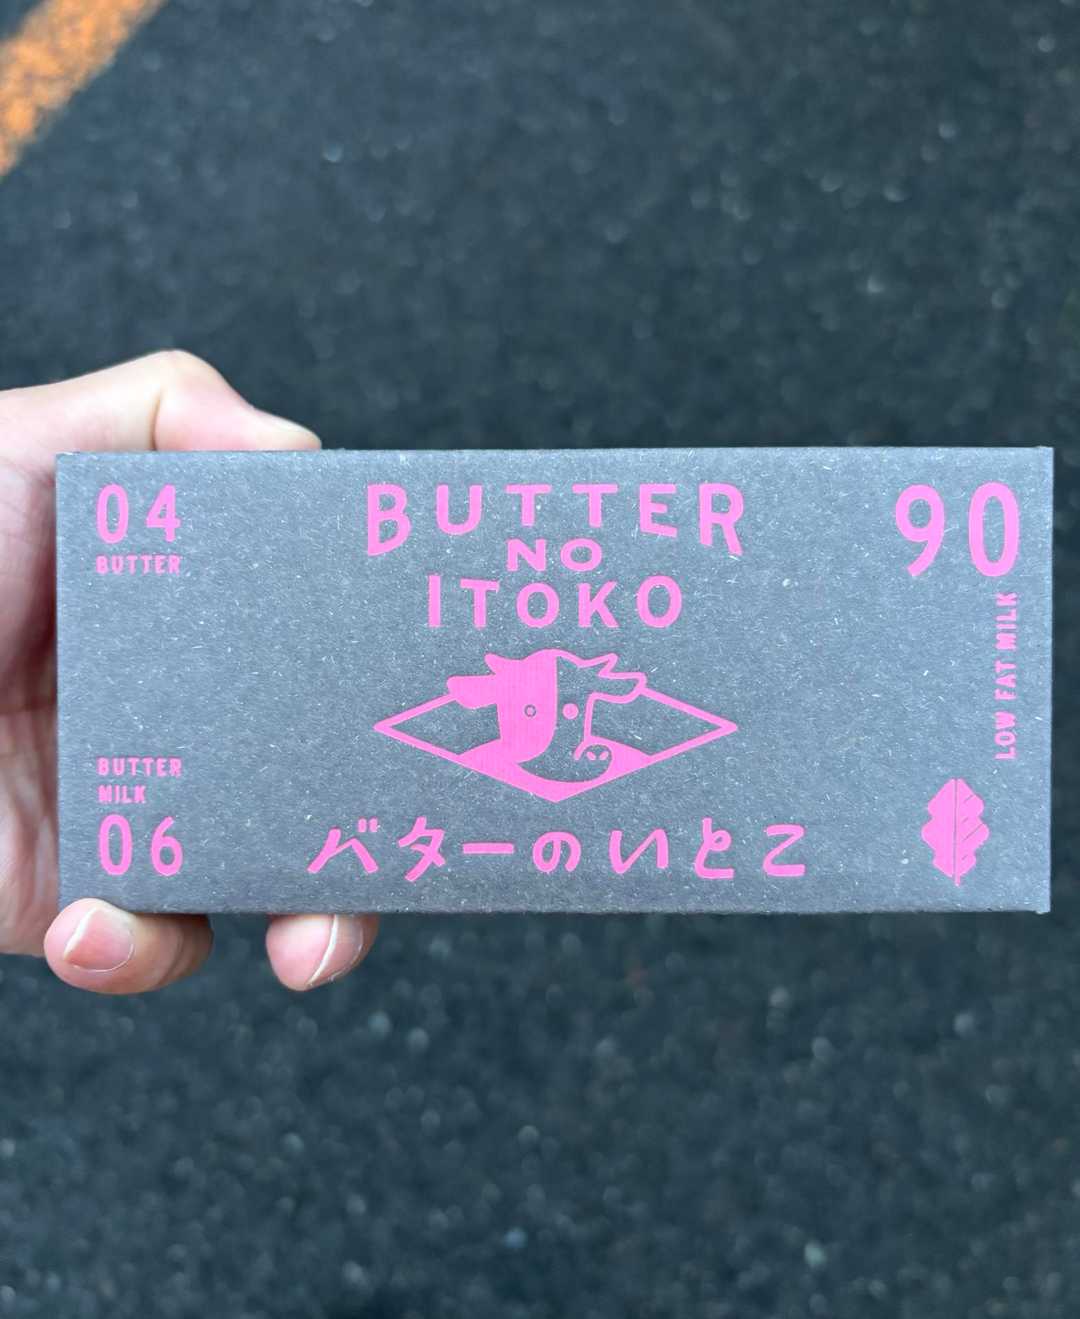 04
BUTTER
BUTTER
NO
ITOKO
90
LOW FAT MILK
BUTTER
MILK
06
バターのいとこ